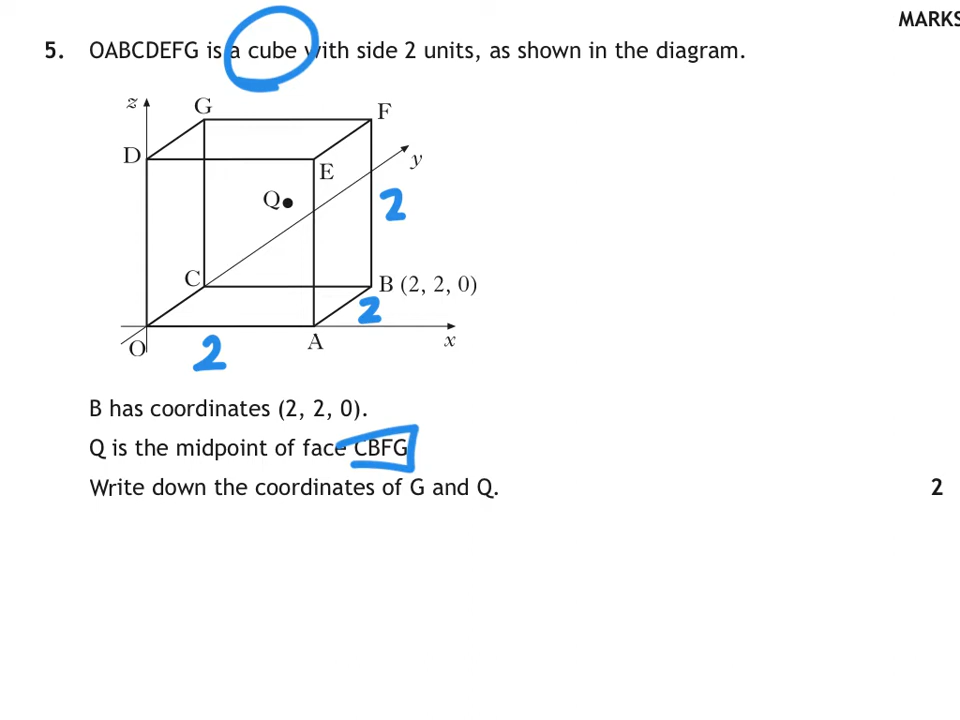 MARKS
5. OABCDEFG is a cube with side 2 units, as shown in the diagram.
z
G
F
D
y
E
Q
2
C
B (2, 2, 0)
2
O
2
A
x
B has coordinates (2, 2, 0).
Q is the midpoint of face CBFG
Write down the coordinates of G and Q.
2